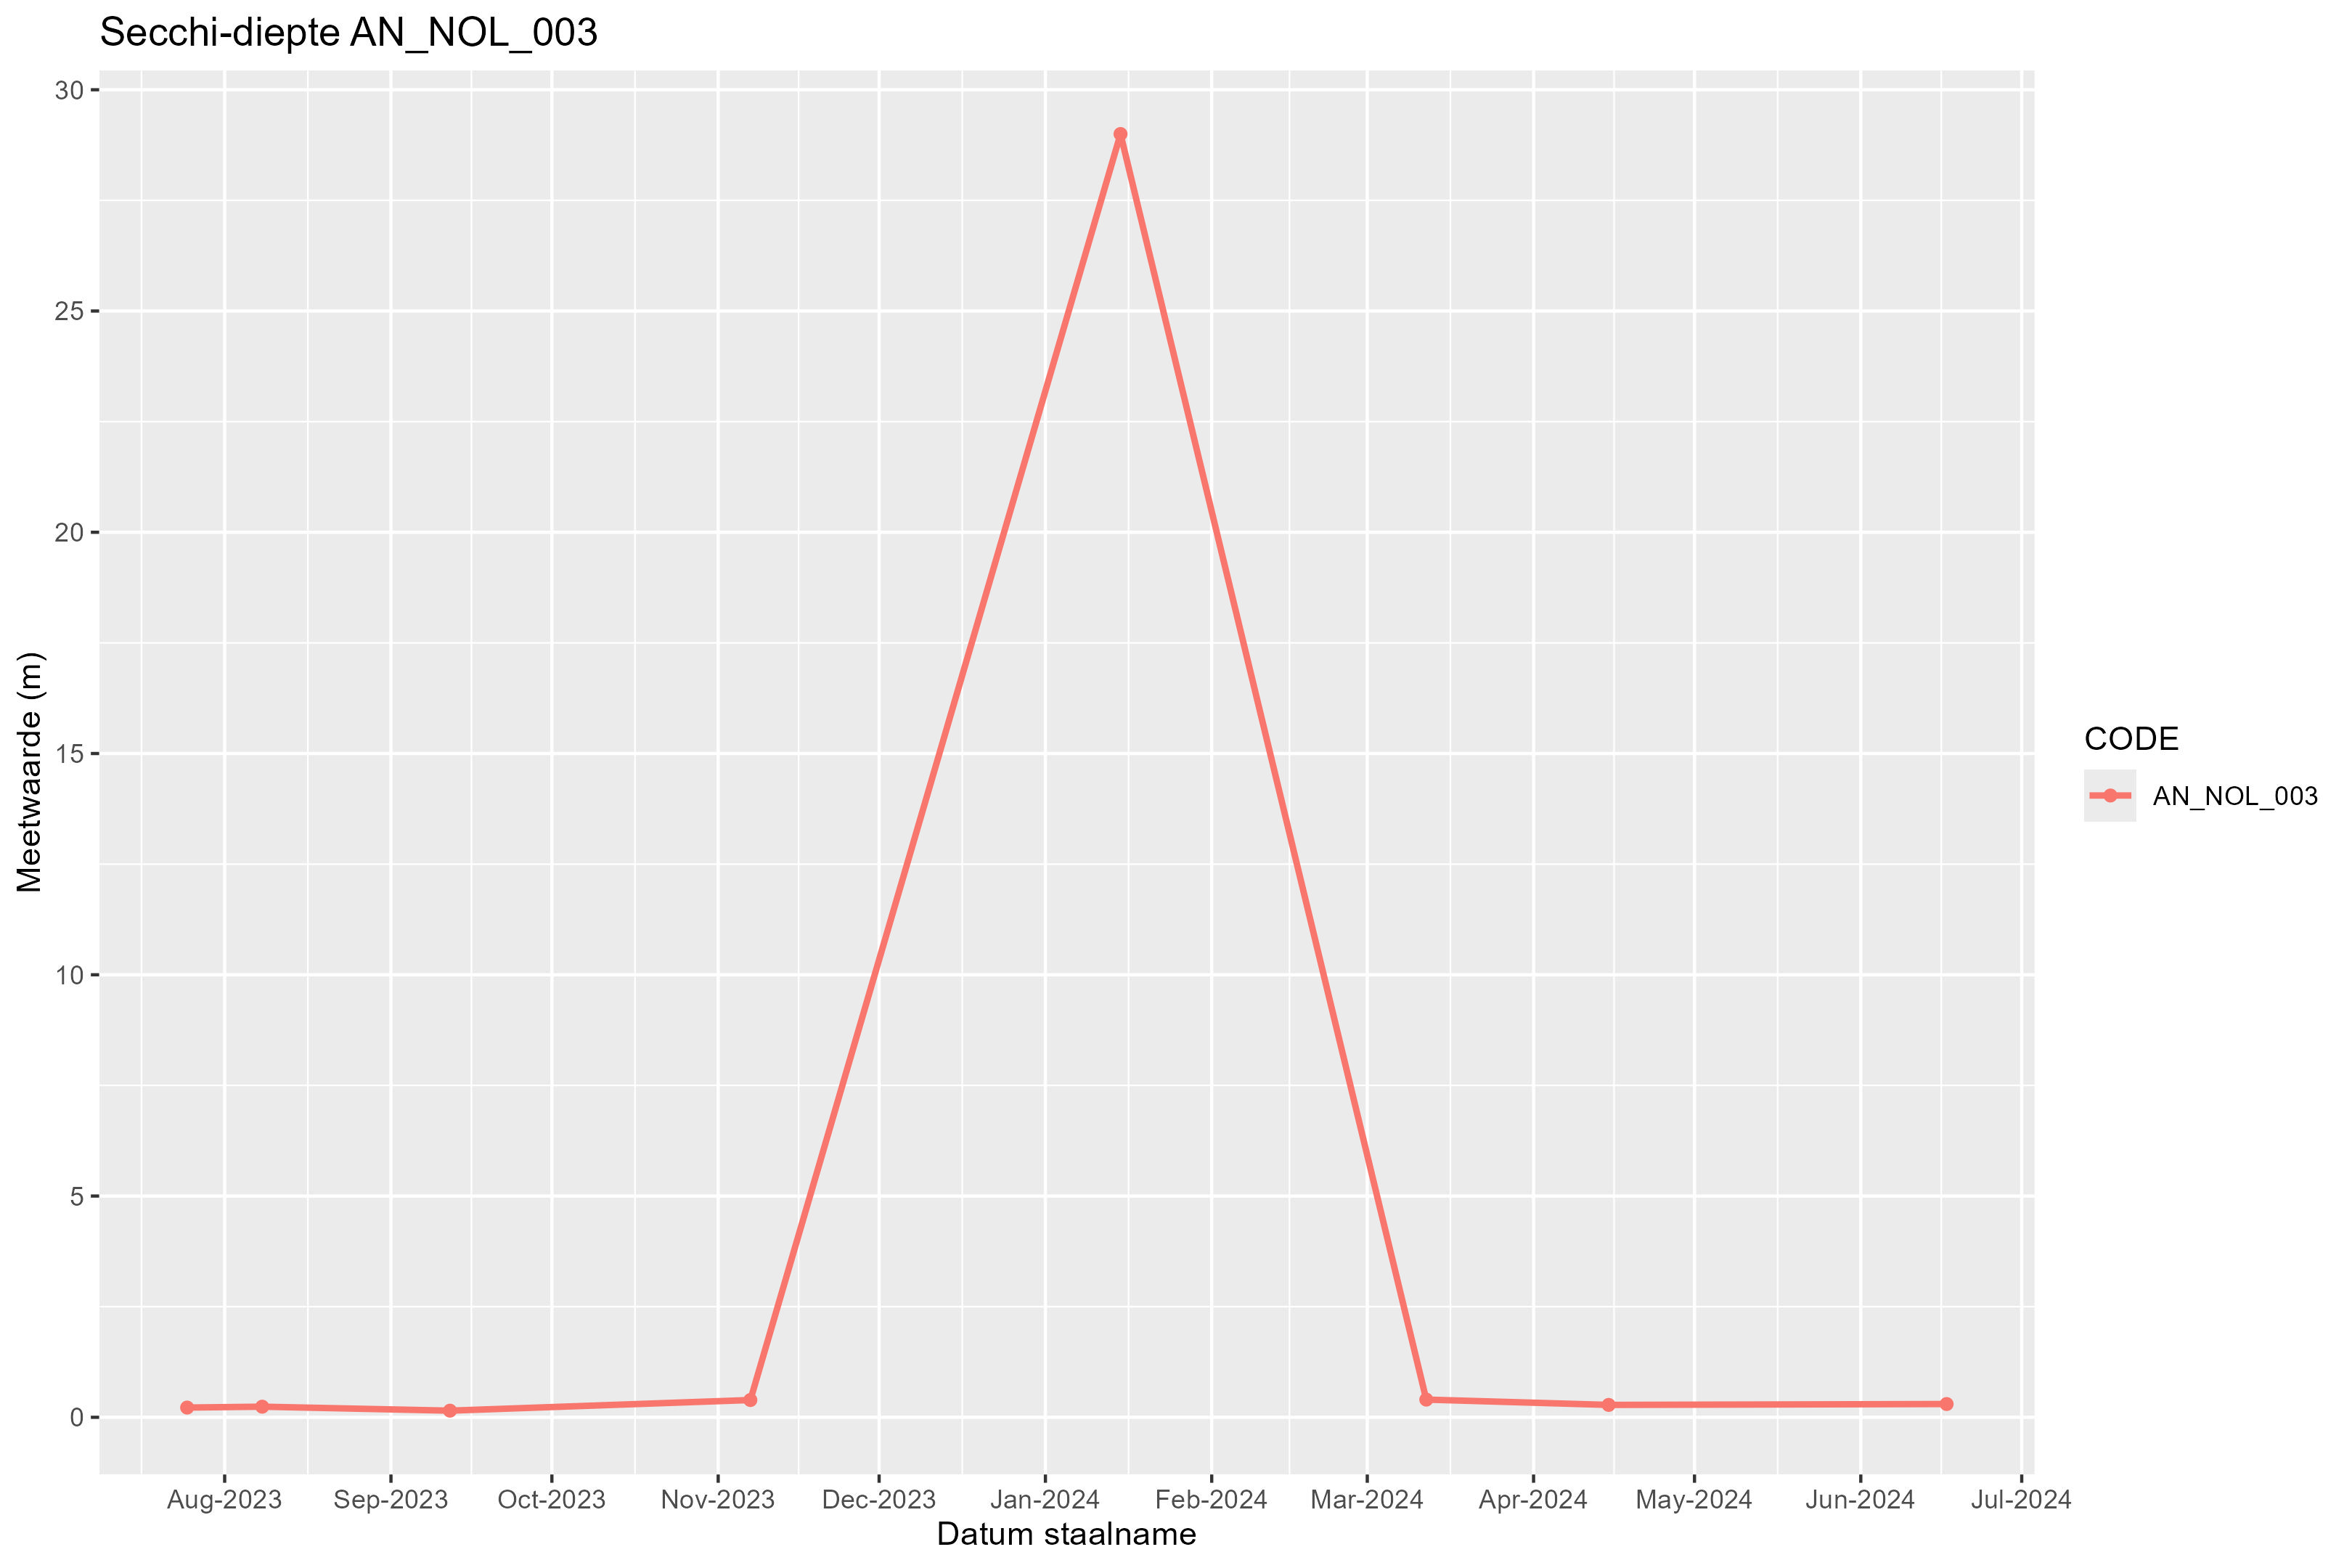 Secchi-diepte AN_NOL_003
30
25
20
15
10
5
0
Meetwaarde (m)
Aug-2023 Sep-2023 Oct-2023 Nov-2023 Dec-2023 Jan-2024 Feb-2024 Mar-2024 Apr-2024 May-2024 Jun-2024 Jul-2024
Datum staalname
CODE
AN_NOL_003